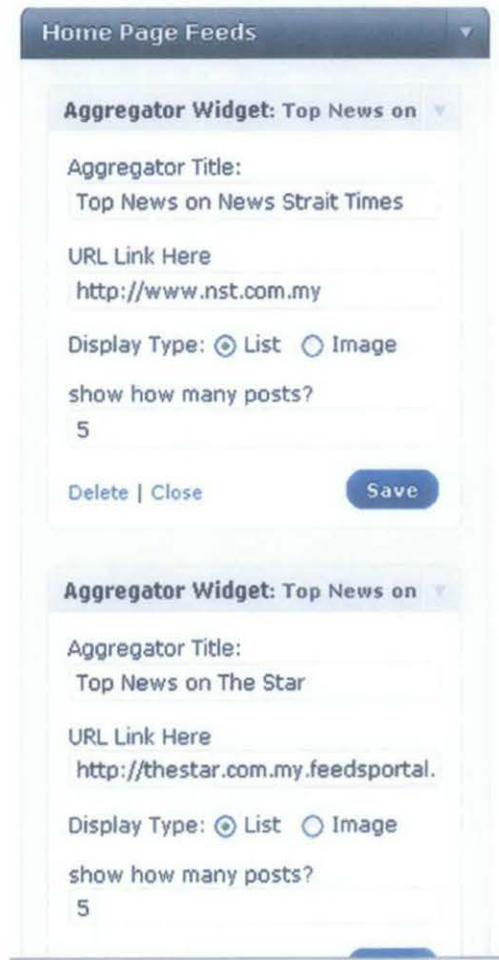 Home Page Feeds
Aggregator Widget: Top News on
Aggregator Title:
Top News on News Strait Times
URL Link Here
http://www.nst.com.my
Display Type: List Image
show how many posts?
5
Delete | Close Save
Aggregator Widget: Top News on
Aggregator Title:
Top News on The Star
URL Link Here
http://thestar.com.my.feedsportal.
Display Type: List Image
show how many posts?
5